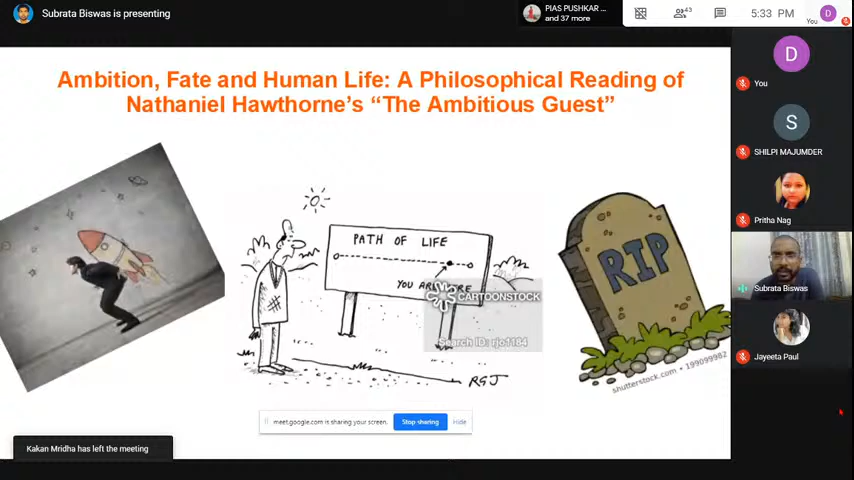 Subrata Biswas is presenting
PIAS PUSHKAR ...
and 37 more
43
5:33 PM
You
D
Ambition, Fate and Human Life: A Philosophical Reading of
Nathaniel Hawthorne's “The Ambitious Guest”
PATH OF LIFE
YOU ARE HERE
CARTOONSTOCK
Search ID: rjo1184
RGJ
RIP
shutterstock.com • 199099982
meet.google.com is sharing your screen.
Stop sharing
Hide
Kakan Mridha has left the meeting
D
You
S
SHILPI MAJUMDER
Pritha Nag
Subrata Biswas
Jayeeta Paul